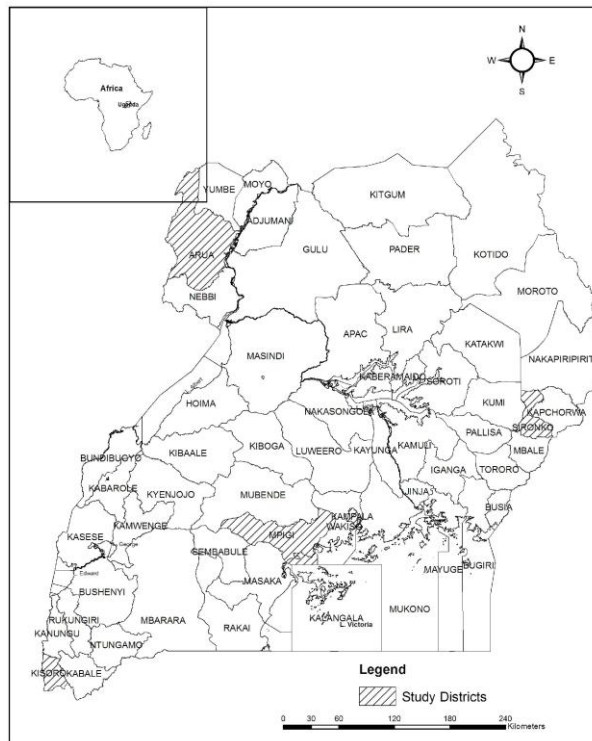 Africa
Uganda
N
W E
S
YUMBE
MOYO
KITGUM
ADJUMANI
ARUA
GULU
PADER
KOTIDO
NEBBI
MOROTO
APAC
LIRA
KATAKWI
MASINDI
NAKAPIRIPIRIT
KABERAMAIDO
SOROTI
HOIMA
KUMI
KAPCHORWA
NAKASONGOLA
SIRONKO
PALLISA
KAMULI
BUNDIBUGYO
KIBAALE
KIBOGA
LUWEERO
KAYUNGA
MBALE
IGANGA
TORORO
KABAROLE
KYENJOJO
MUBENDE
JINJA
KAMPALA
BUSIA
KAMWENGE
WAKISO
MPIGI
KASESE
George
SEMBABULE
BUGIRI
Edward
MASAKA
MAYUGE
BUSHENYI
RUKUNGIRI
MBARARA
KALANGALA
MUKONO
L. Victoria
KANUNGU
RAKAI
NTUNGAMO
KISORO
KABALE
Legend
Study Districts
0 30 60 120 180 240
Kilometers